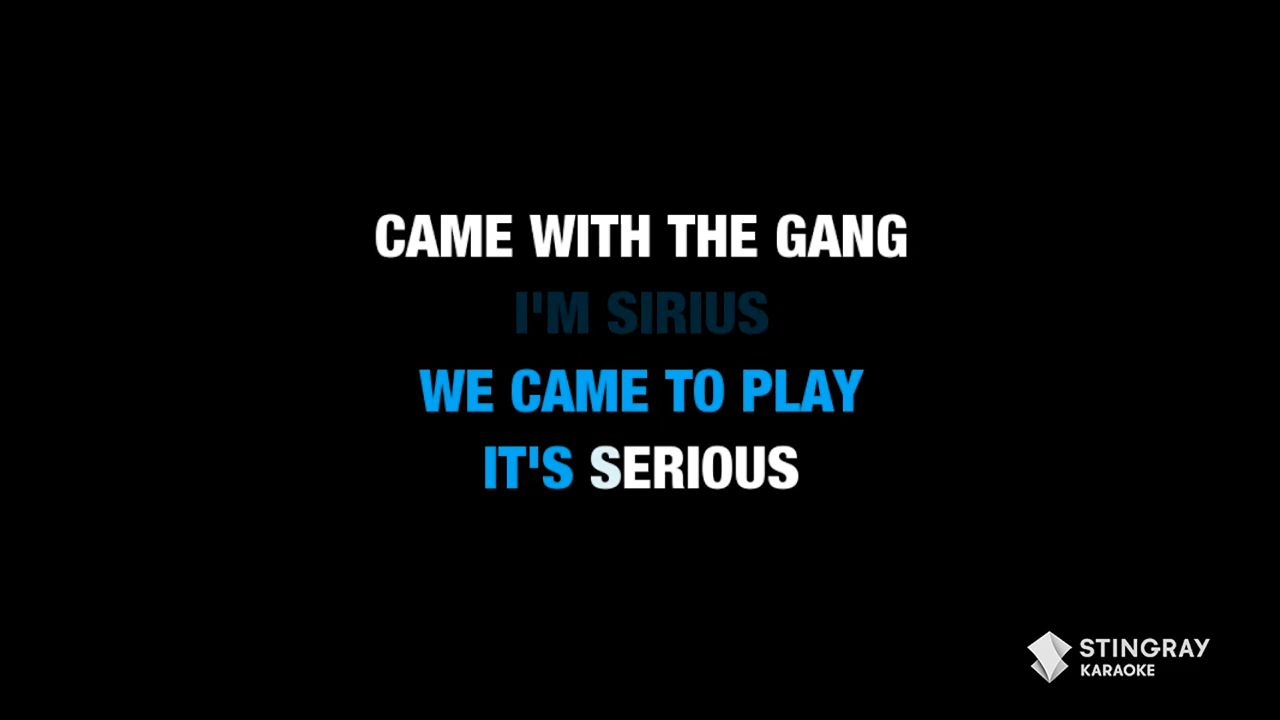 CAME WITH THE GANG
I'M SIRIUS
WE CAME TO PLAY
IT'S SERIOUS
STINGRAY
KARAOKE